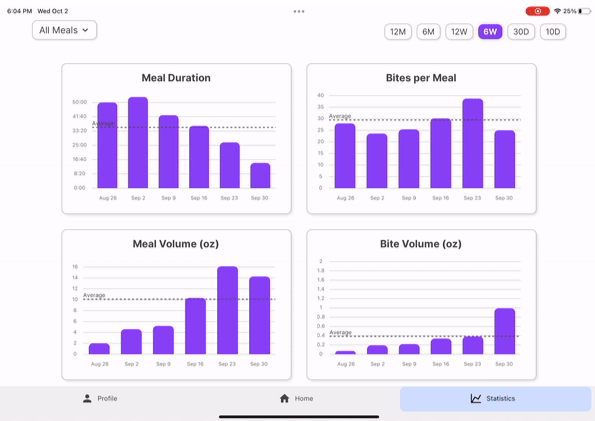 6:04 PM Wed Oct 2
25%
All Meals
12M 6M 12W 6W 30D 10D
Meal Duration
50:00
41:40
Average
33:20
25:00
16:40
8:20
0:00
Aug 26 Sep 2 Sep 9 Sep 16 Sep 23 Sep 30
Bites per Meal
40
35
Average
30
25
20
15
10
5
0
Aug 26 Sep 2 Sep 9 Sep 16 Sep 23 Sep 30
Meal Volume (oz)
16
14
12
Average
10
8
6
4
2
0
Aug 26 Sep 2 Sep 9 Sep 16 Sep 23 Sep 30
Bite Volume (oz)
2
1.8
1.6
1.4
1.2
1
0.8
0.6
Average
0.4
0.2
0
Aug 26 Sep 2 Sep 9 Sep 16 Sep 23 Sep 30
Profile Home Statistics